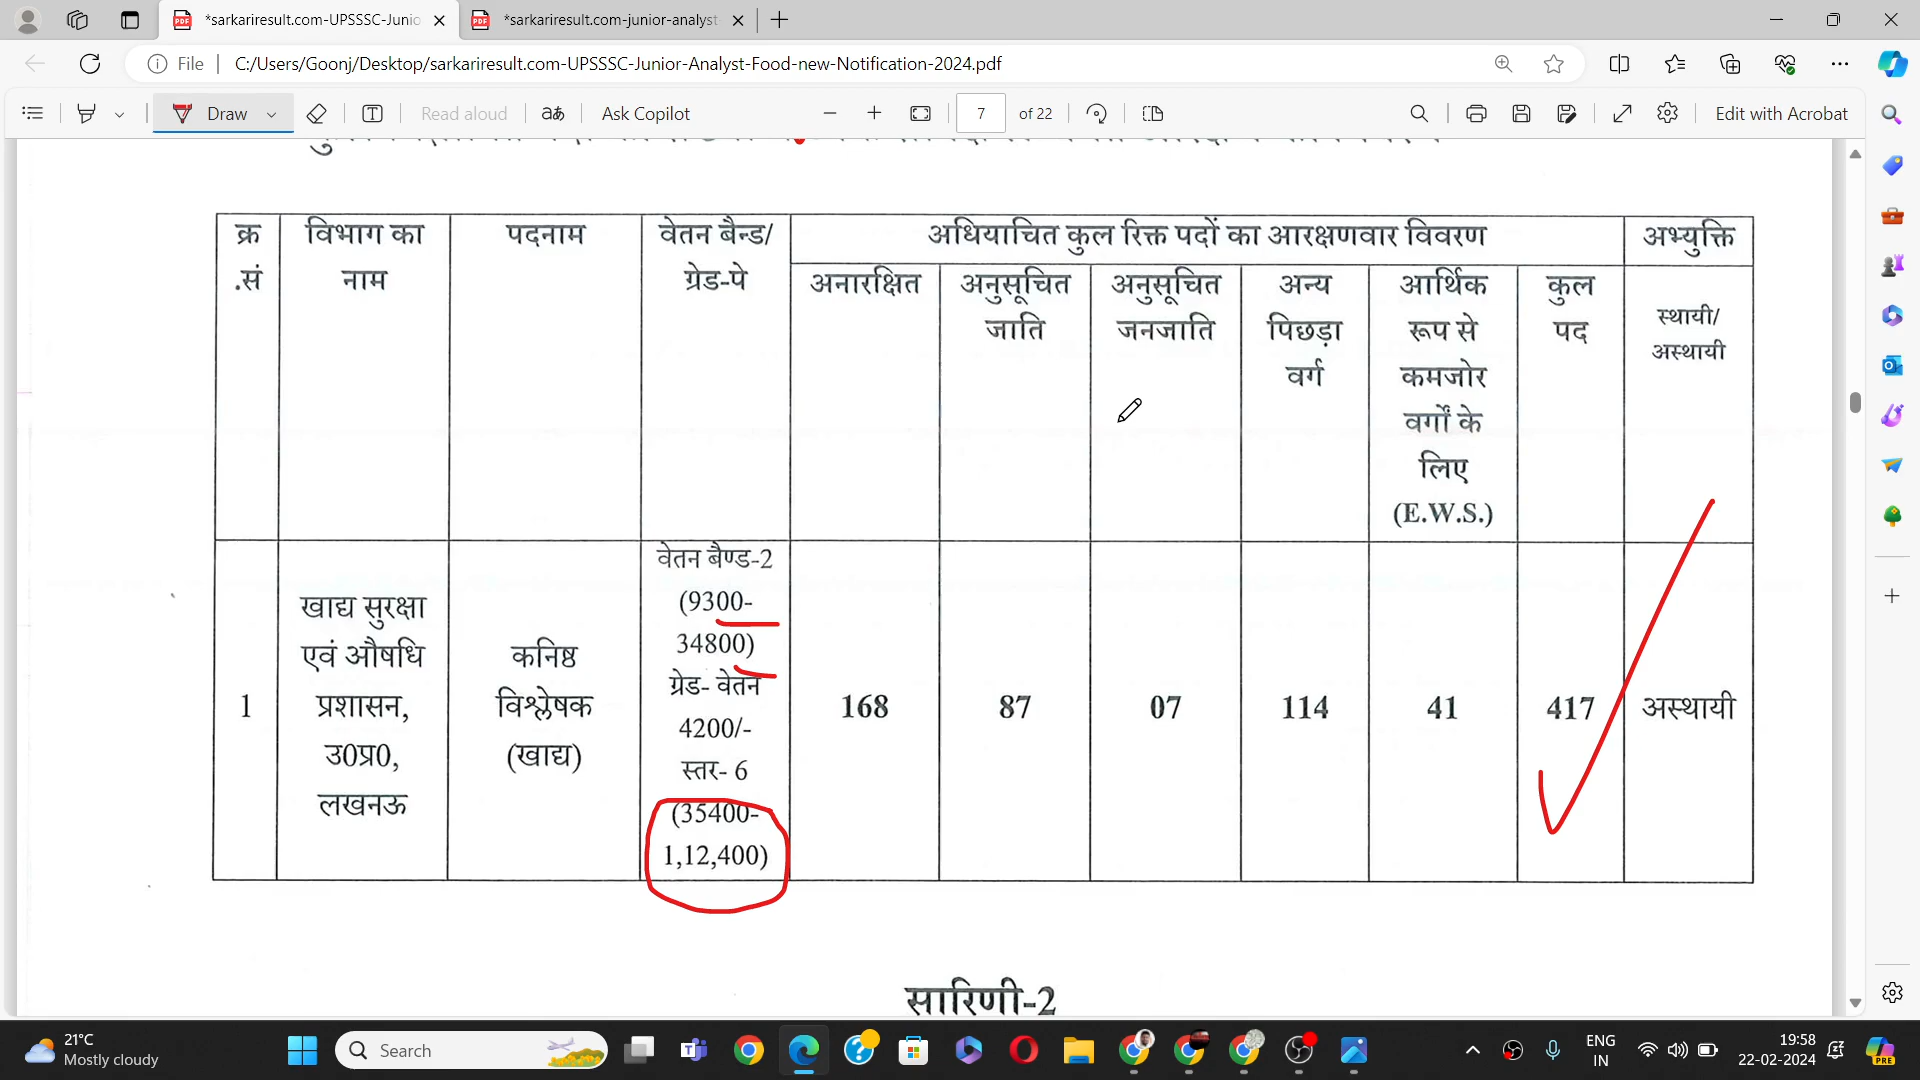 *sarkariresult.com-UPSSSC-Junio
*sarkariresult.com-junior-analyst
File
C:/Users/Goonj/Desktop/sarkariresult.com-UPSSSC-Junior-Analyst-Food-new-Notification-2024.pdf
Draw
Read aloud
aあ
Ask Copilot
7
of 22
Edit with Acrobat
क्र
.सं
विभाग का
नाम
पदनाम
वेतन बैन्ड/
ग्रेड-पे
अधियाचित कुल रिक्त पदों का आरक्षणवार विवरण
अभ्युक्ति
अनारक्षित
अनुसूचित
जाति
अनुसूचित
जनजाति
अन्य
पिछड़ा
वर्ग
आर्थिक
रूप से
कमजोर
वर्गों के
लिए
(E.W.S.)
कुल
पद
स्थायी/
अस्थायी
1
खाद्य सुरक्षा
एवं औषधि
प्रशासन,
उ0प्र0,
लखनऊ
कनिष्ठ
विश्लेषक
(खाद्य)
वेतन बैण्ड-2
(9300-
34800)
ग्रेड- वेतन
4200/-
स्तर- 6
(35400-
1,12,400)
168
87
07
114
41
417
अस्थायी
सारिणी-2
21°C
Mostly cloudy
Search
ENG
IN
19:58
22-02-2024
PRE